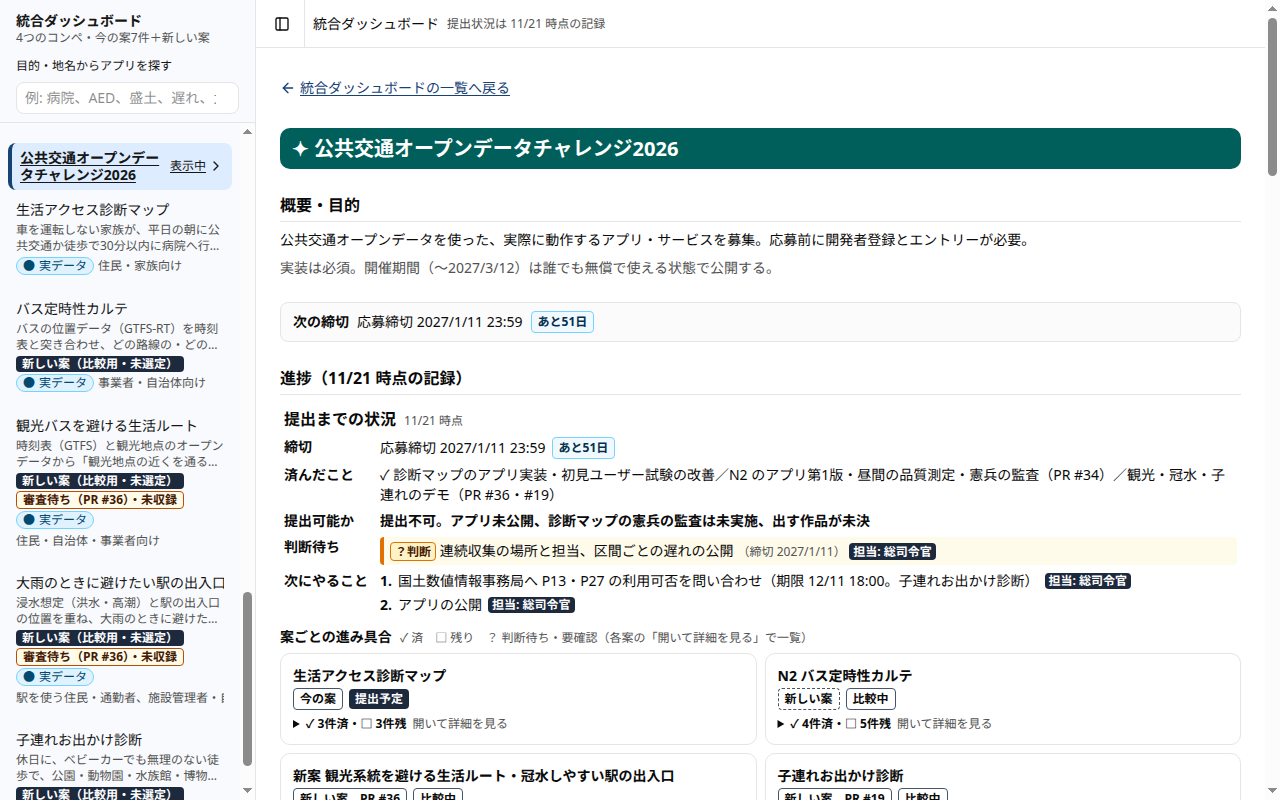 統合ダッシュボード
4つのコンペ・今の案7件＋新しい案
目的・地名からアプリを探す
例: 病院、AED、盛土、遅れ、
公共交通オープンデー
タチャレンジ2026
表示中
生活アクセス診断マップ
車を運転しない家族が、平日の朝に公
共交通か徒歩で30分以内に病院へ行…
実データ 住民・家族向け
バス定時性カルテ
バスの位置データ（GTFS-RT）を時刻
表と突き合わせ、どの路線の・どの…
新しい案（比較用・未選定）
実データ 事業者・自治体向け
観光バスを避ける生活ルート
時刻表（GTFS）と観光地点のオープン
データから「観光地点の近くを通る…
新しい案（比較用・未選定）
審査待ち（PR #36）・未収録
実データ
住民・自治体・事業者向け
大雨のときに避けたい駅の出入口
浸水想定（洪水・高潮）と駅の出入口
の位置を重ね、大雨のときに避けた…
新しい案（比較用・未選定）
審査待ち（PR #36）・未収録
実データ
駅を使う住民・通勤者、施設管理者・
子連れお出かけ診断
休日に、ベビーカーでも無理のない徒
歩で、公園・動物園・水族館・博物…
新しい案（比較用・未選定）
統合ダッシュボード 提出状況は 11/21 時点の記録
← 統合ダッシュボードの一覧へ戻る
✦ 公共交通オープンデータチャレンジ2026
概要・目的
公共交通オープンデータを使った、実際に動作するアプリ・サービスを募集。応募前に開発者登録とエントリーが必要。
実装は必須。開催期間（〜2027/3/12）は誰でも無償で使える状態で公開する。
次の締切 応募締切 2027/1/11 23:59 あと51日
進捗（11/21 時点の記録）
提出までの状況 11/21 時点
締切 応募締切 2027/1/11 23:59 あと51日
済んだこと ✓ 診断マップのアプリ実装・初見ユーザー試験の改善／N2 のアプリ第1版・昼間の品質測定・憲兵の監査（PR #34）／観光・冠水・子
連れのデモ（PR #36・#19）
提出可能か 提出不可。アプリ未公開、診断マップの憲兵の監査は未実施、出す作品が未決
判断待ち ? 判断 連続収集の場所と担当、区間ごとの遅れの公開 （締切 2027/1/11） 担当: 総司令官
次にやること 1. 国土数値情報事務局へ P13・P27 の利用可否を問い合わせ（期限 12/11 18:00。子連れお出かけ診断） 担当: 総司令官
2. アプリの公開 担当: 総司令官
案ごとの進み具合 ✓ 済 □ 残り ? 判断待ち・要確認（各案の「開いて詳細を見る」で一覧）
生活アクセス診断マップ
今の案 提出予定
▶ ✓ 3件済・□ 3件残 開いて詳細を見る
N2 バス定時性カルテ
新しい案 比較中
▶ ✓ 4件済・□ 5件残 開いて詳細を見る
新案 観光系統を避ける生活ルート・冠水しやすい駅の出入口
新しい案 PR #36 比較中
子連れお出かけ診断
新しい案 PR #19 比較中